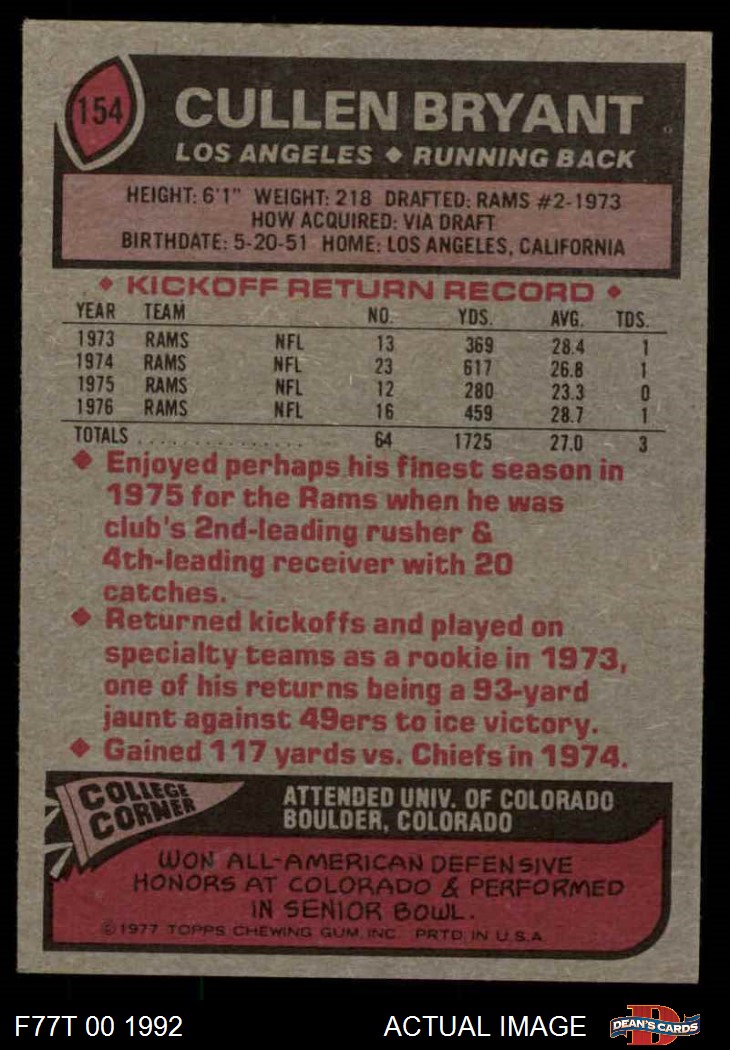 154
CULLEN BRYANT
LOS ANGELES ◆ RUNNING BACK
HEIGHT: 6'1" WEIGHT: 218 DRAFTED: RAMS #2-1973
HOW ACQUIRED: VIA DRAFT
BIRTHDATE: 5-20-51 HOME: LOS ANGELES, CALIFORNIA
◆ KICKOFF RETURN RECORD ◆
YEAR TEAM NO. YDS. AVG. TDS.
1973 RAMS NFL 13 369 28.4 1
1974 RAMS NFL 23 617 26.8 1
1975 RAMS NFL 12 280 23.3 0
1976 RAMS NFL 16 459 28.7 1
TOTALS . . . . . . . . . . . . . . . . 64 1725 27.0 3
◆ Enjoyed perhaps his finest season in
1975 for the Rams when he was
club's 2nd-leading rusher &
4th-leading receiver with 20
catches.
◆ Returned kickoffs and played on
specialty teams as a rookie in 1973,
one of his returns being a 93-yard
jaunt against 49ers to ice victory.
◆ Gained 117 yards vs. Chiefs in 1974.
COLLEGE
CORNER
ATTENDED UNIV. OF COLORADO
BOULDER, COLORADO
WON ALL-AMERICAN DEFENSIVE
HONORS AT COLORADO & PERFORMED
IN SENIOR BOWL.
© 1977 TOPPS CHEWING GUM, INC. PRTD. IN U.S.A.
F77T 00 1992 ACTUAL IMAGE
DEAN'S CARDS